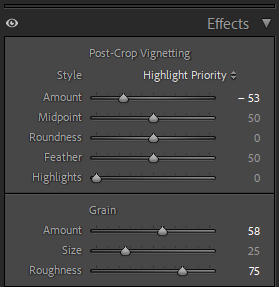 Effects
Post-Crop Vignetting
Style Highlight Priority
Amount – 53
Midpoint 50
Roundness 0
Feather 50
Highlights 0
Grain
Amount 58
Size 25
Roughness 75